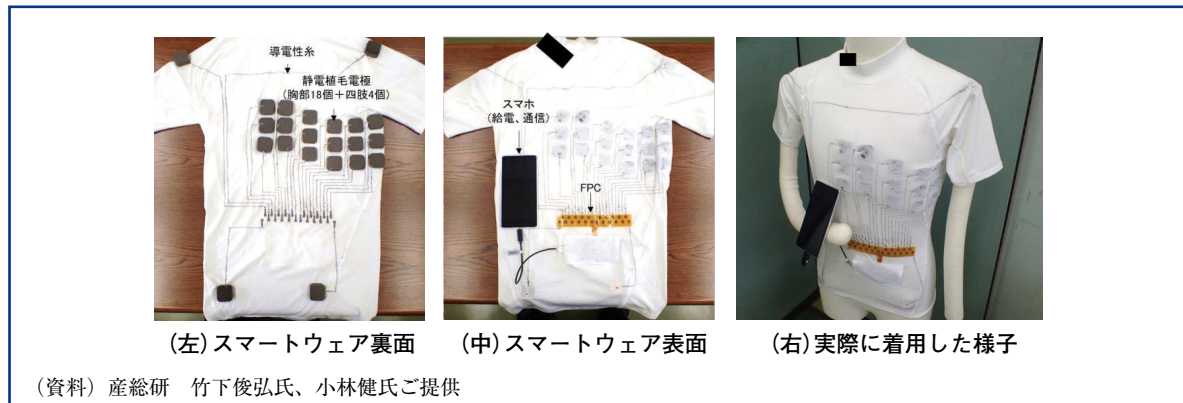 導電性糸
静電植毛電極
(胸部18個+四肢4個)
スマホ
(給電、通信)
FPC
(左)スマートウェア裏面
(中)スマートウェア表面
(右)実際に着用した様子
(資料)産総研　竹下俊弘氏、小林健氏ご提供